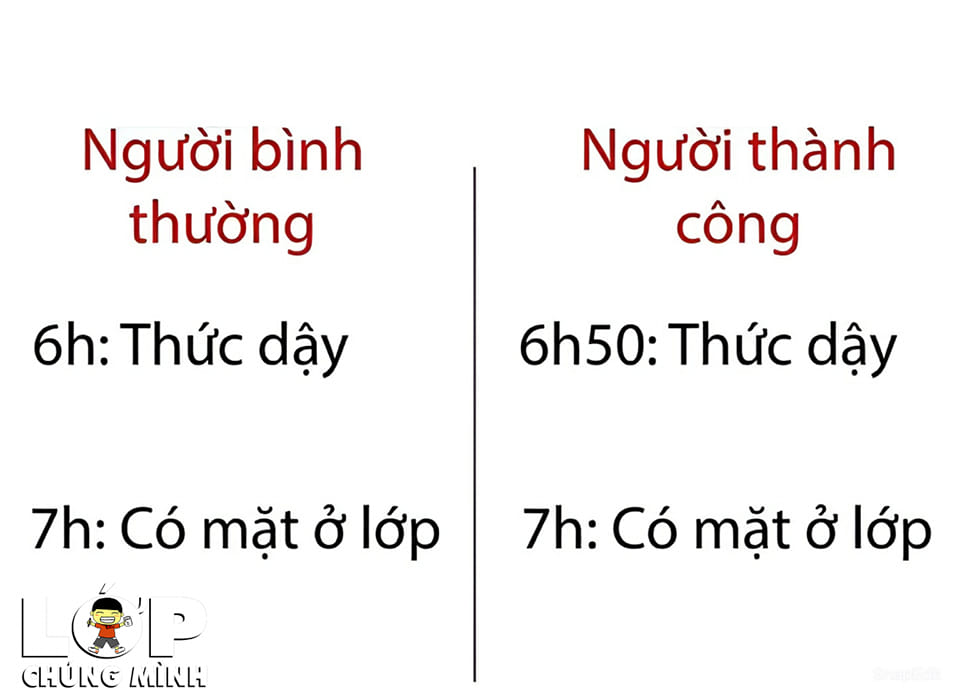 Người bình
thường
6h: Thức dậy
7h: Có mặt ở lớp
Người thành
công
6h50: Thức dậy
7h: Có mặt ở lớp
LỚP
CHÚNG MÌNH